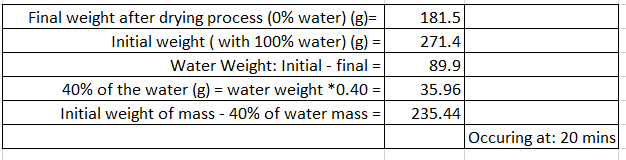 Final weight after drying process (0% water) (g)= 181.5
Initial weight ( with 100% water) (g) = 271.4
Water Weight: Initial - final = 89.9
40% of the water (g) = water weight *0.40 = 35.96
Initial weight of mass - 40% of water mass = 235.44
Occuring at: 20 mins